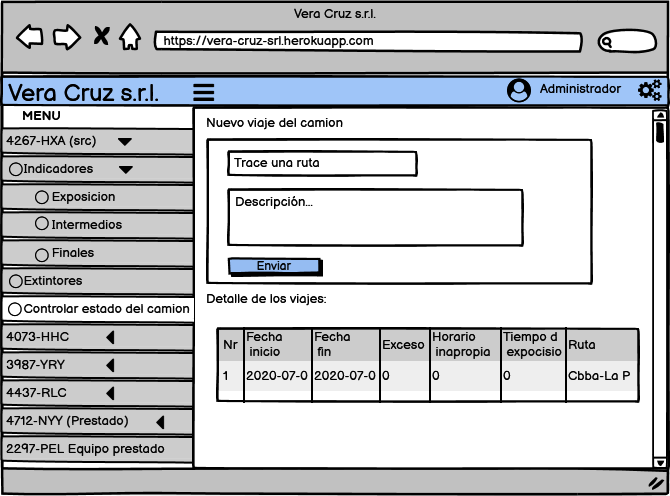 Vera Cruz s.r.l.
https://vera-cruz-srl.herokuapp.com
Vera Cruz s.r.l.
Administrador
MENU
4267-HXA (src)
Indicadores
Exposicion
Intermedios
Finales
Extintores
Controlar estado del camion
4073-HHC
3987-YRY
4437-RLC
4712-NYY (Prestado)
2297-PEL Equipo prestado
Nuevo viaje del camion
Trace una ruta
Descripción...
Enviar
Detalle de los viajes:
Nr Fecha inicio Fecha fin Exceso Horario inapropia Tiempo d exposicio Ruta
1 2020-07-0 2020-07-0 0 0 0 Cbba-La P